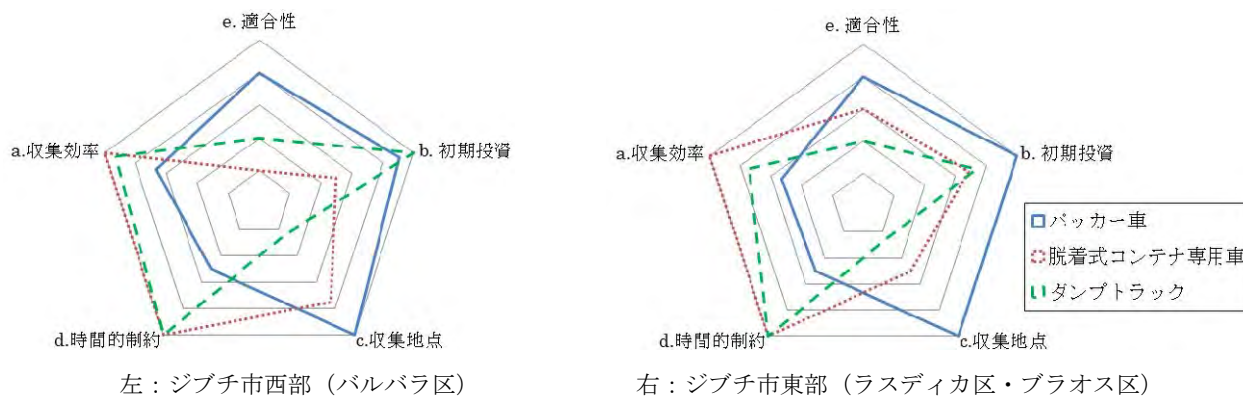 e. 適合性
a.収集効率
b. 初期投資
d.時間的制約
c.収集地点
左：ジブチ市西部（バルバラ区）
e. 適合性
a.収集効率
b. 初期投資
d.時間的制約
c.収集地点
パッカー車
脱着式コンテナ専用車
ダンプトラック
右：ジブチ市東部（ラスディカ区・ブラオス区）